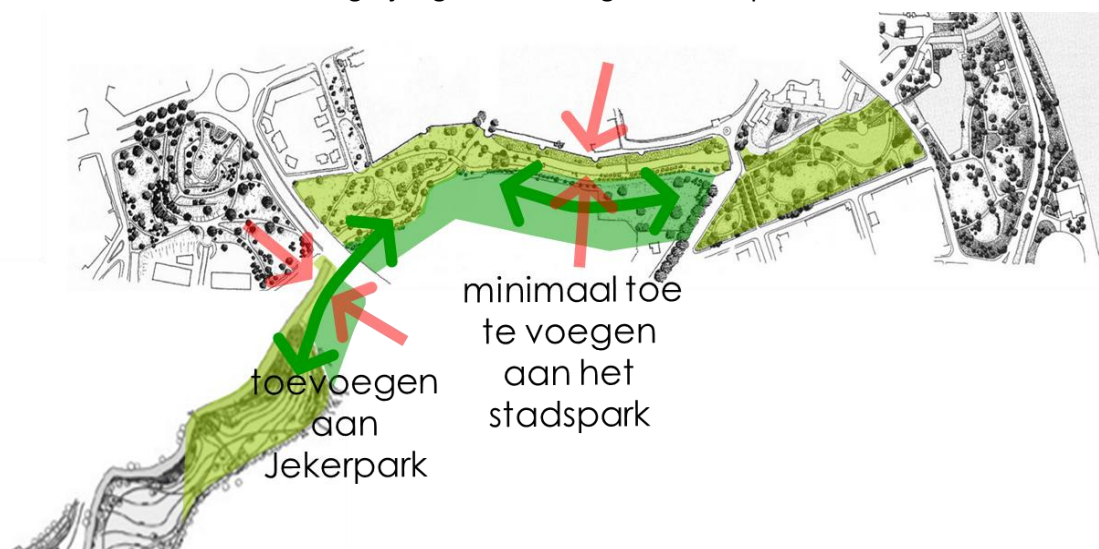 minimaal toe
te voegen
aan het
stadspark
toevoegen
aan
Jekerpark